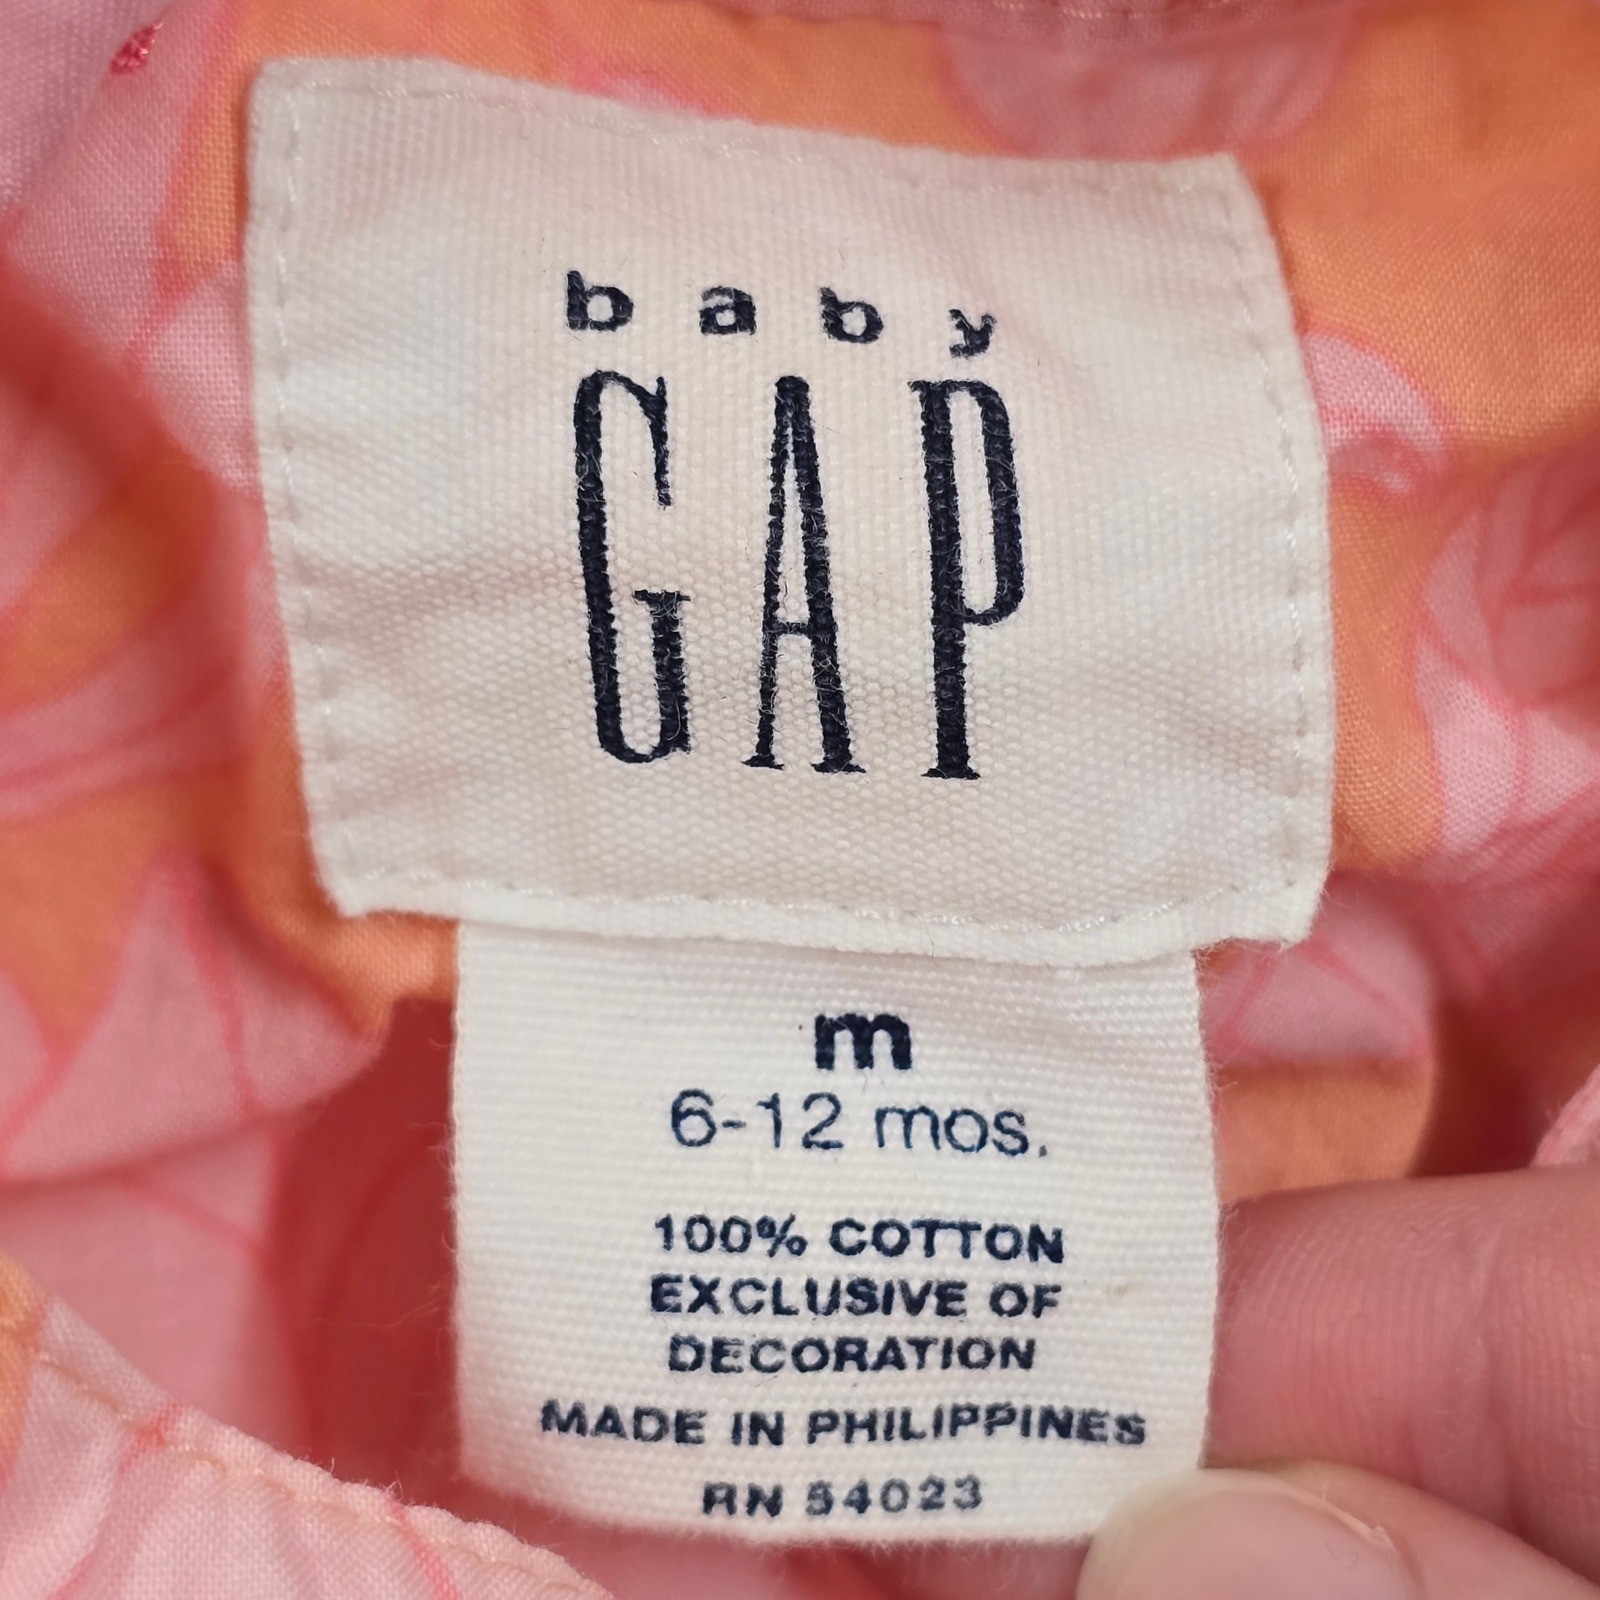 baby
GAP
m
6-12 mos.
100% COTTON
EXCLUSIVE OF
DECORATION
MADE IN PHILIPPINES
RN 54023